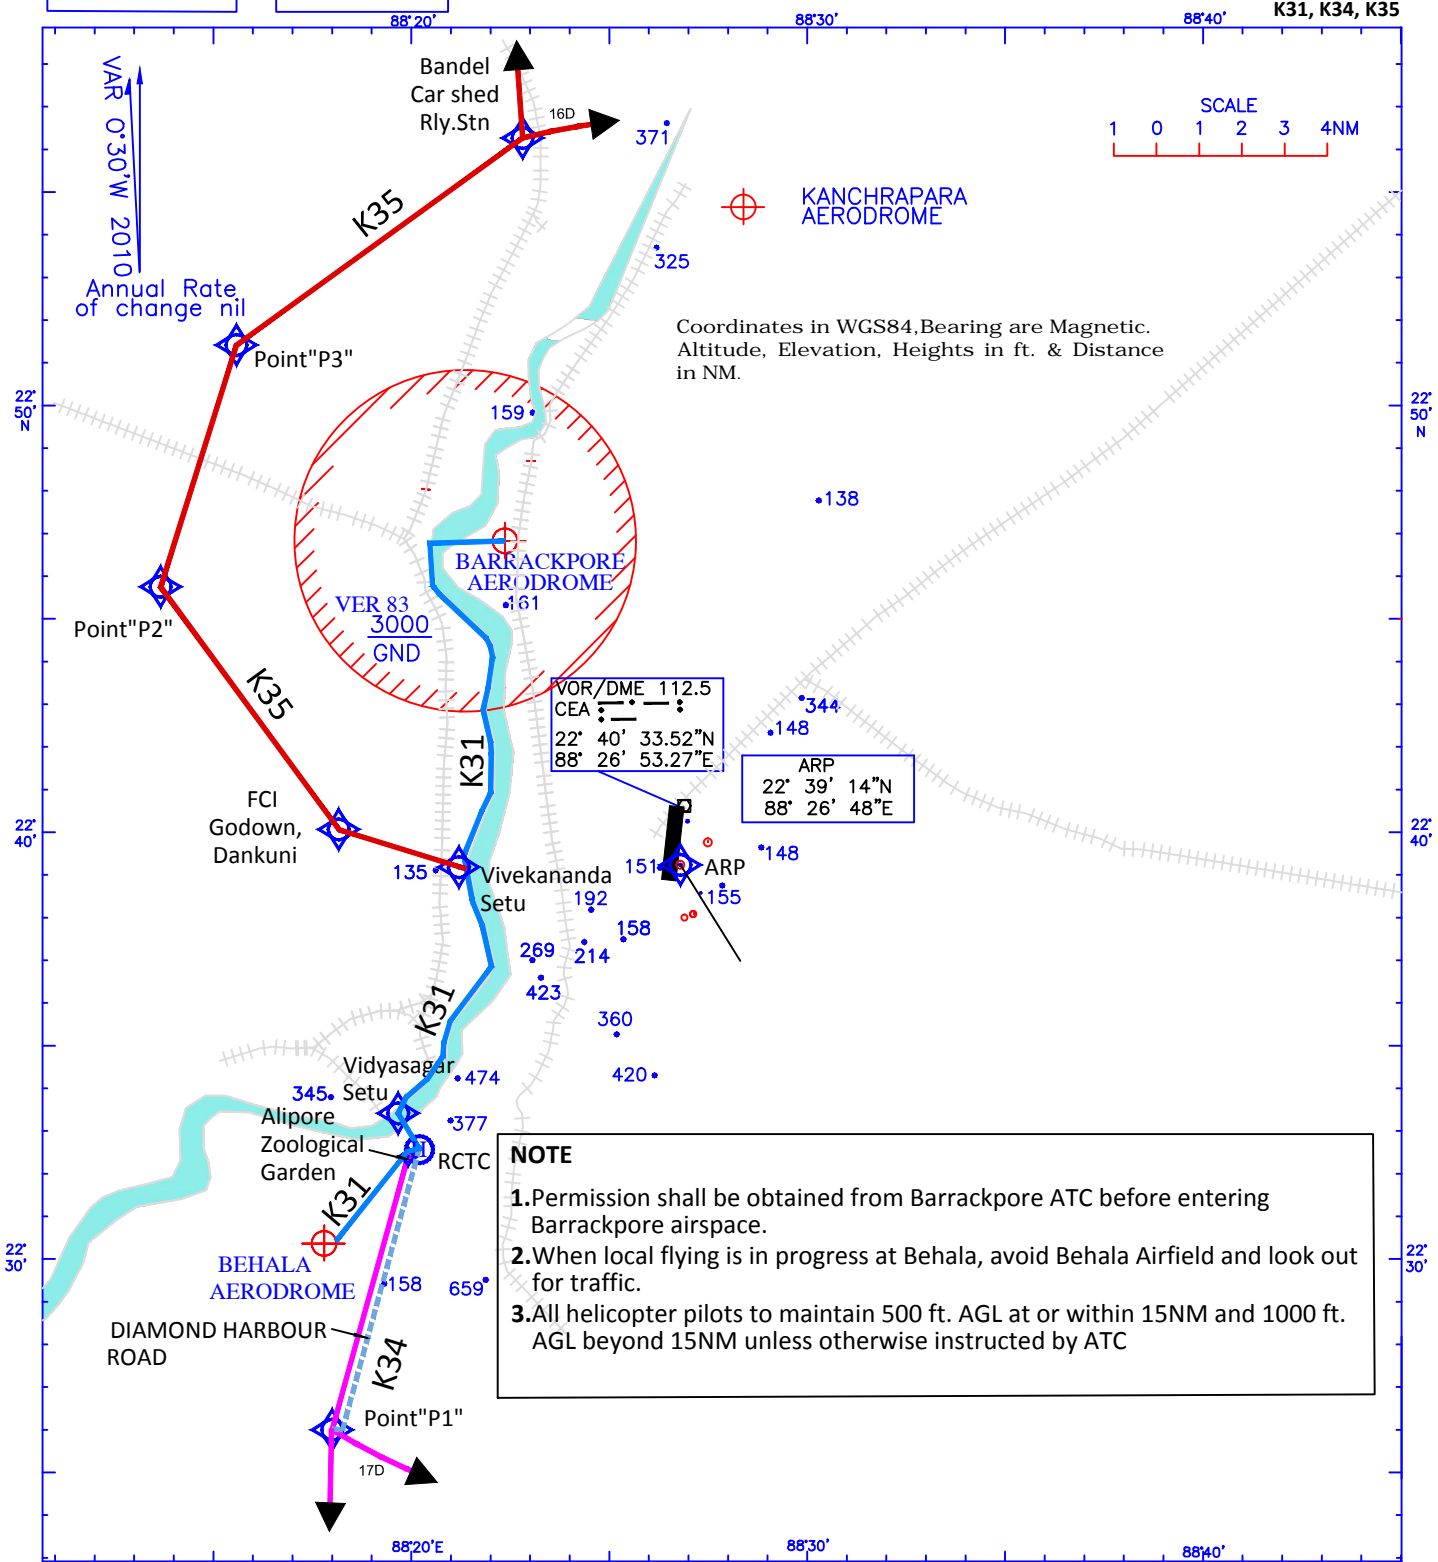 K31, K34, K35
88°20'
88°30'
88°40'
VAR 0°30'W 2010
Annual Rate
of change nil
Bandel
Car shed
Rly.Stn
16D
371
SCALE
1 0 1 2 3 4NM
KANCHRAPARA
AERODROME
K35
325
Coordinates in WGS84,Bearing are Magnetic.
Altitude, Elevation, Heights in ft. & Distance
in NM.
Point"P3"
22°
50'
N
159
22°
50'
N
138
BARRACKPORE
AERODROME
161
VER 83
3000
GND
Point"P2"
K35
VOR/DME 112.5
CEA
22° 40' 33.52"N
88° 26' 53.27"E
344
148
ARP
22° 39' 14"N
88° 26' 48"E
K31
FCI
Godown,
Dankuni
22°
40'
22°
40'
148
135
Vivekananda
Setu
151
ARP
155
192
158
214
269
423
K31
360
420
Vidyasagar
Setu
474
345
377
Alipore
Zoological
Garden
H
RCTC
K31
BEHALA
AERODROME
158
659
22°
30'
22°
30'
DIAMOND HARBOUR
ROAD
K34
Point"P1"
17D
NOTE
1.Permission shall be obtained from Barrackpore ATC before entering
Barrackpore airspace.
2.When local flying is in progress at Behala, avoid Behala Airfield and look out
for traffic.
3.All helicopter pilots to maintain 500 ft. AGL at or within 15NM and 1000 ft.
AGL beyond 15NM unless otherwise instructed by ATC
88°20'E
88°30'
88°40'